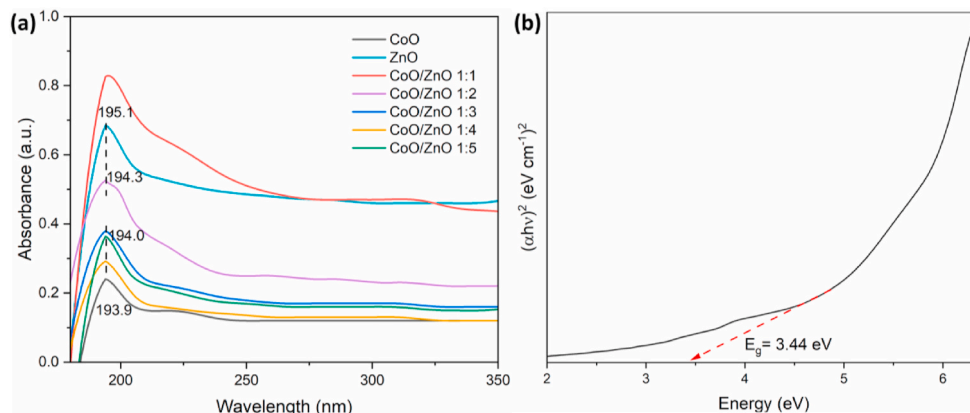 (a)
1.0
0.8
0.6
0.4
0.2
0.0
Absorbance (a.u.)
CoO
ZnO
CoO/ZnO 1:1
CoO/ZnO 1:2
CoO/ZnO 1:3
CoO/ZnO 1:4
CoO/ZnO 1:5
195.1
194.3
194.0
193.9
200
250
300
350
Wavelength (nm)
(b)
(αhν)² (eV cm⁻¹)²
E₉= 3.44 eV
2
3
4
5
6
Energy (eV)